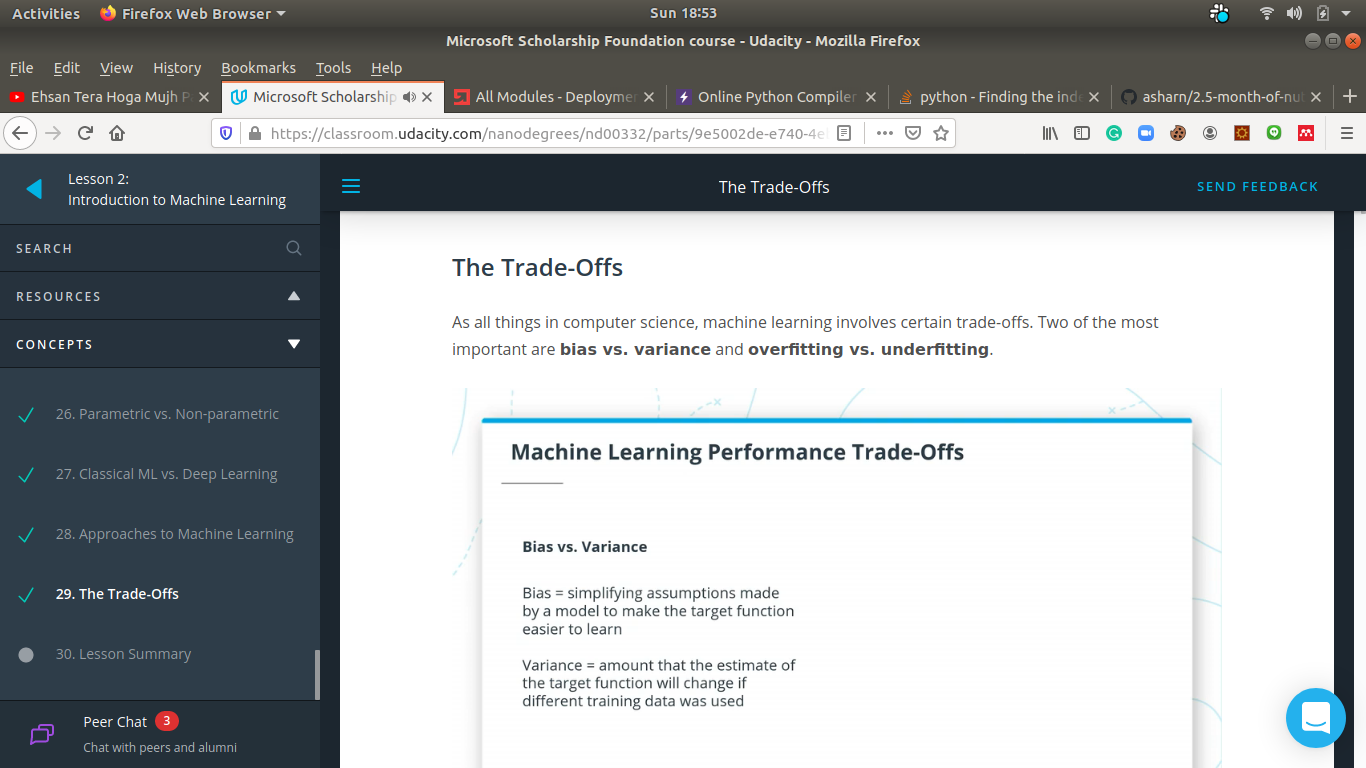 Activities Firefox Web Browser Sun 18:53
Microsoft Scholarship Foundation course - Udacity - Mozilla Firefox
File Edit View History Bookmarks Tools Help
Ehsan Tera Hoga Mujh P Microsoft Scholarship All Modules - Deploymen Online Python Compiler python - Finding the inde asharn/2.5-month-of-nu
https://classroom.udacity.com/nanodegrees/nd00332/parts/9e5002de-e740-4e
Lesson 2:
Introduction to Machine Learning
The Trade-Offs
SEND FEEDBACK
SEARCH
RESOURCES
CONCEPTS
26. Parametric vs. Non-parametric
27. Classical ML vs. Deep Learning
28. Approaches to Machine Learning
29. The Trade-Offs
30. Lesson Summary
Peer Chat 3
Chat with peers and alumni
The Trade-Offs
As all things in computer science, machine learning involves certain trade-offs. Two of the most
important are bias vs. variance and overfitting vs. underfitting.
Machine Learning Performance Trade-Offs
Bias vs. Variance
Bias = simplifying assumptions made
by a model to make the target function
easier to learn
Variance = amount that the estimate of
the target function will change if
different training data was used